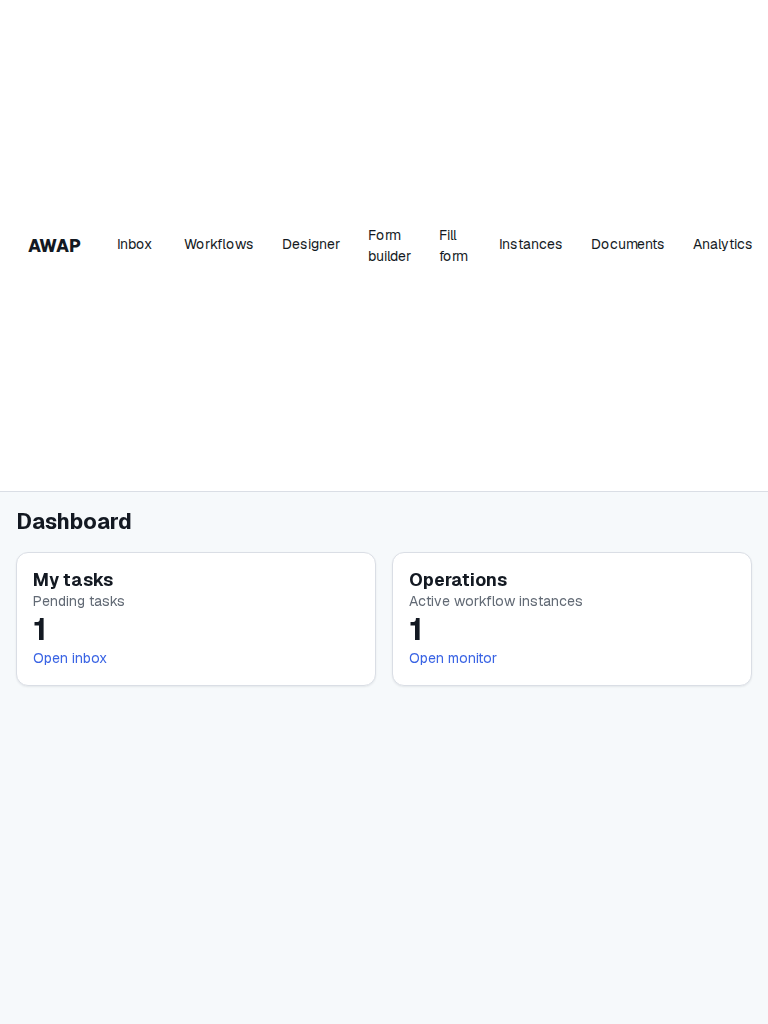 AWAP
Inbox
Workflows
Designer
Form
builder
Fill
form
Instances
Documents
Analytics
Dashboard
My tasks
Pending tasks
1
Open inbox
Operations
Active workflow instances
1
Open monitor